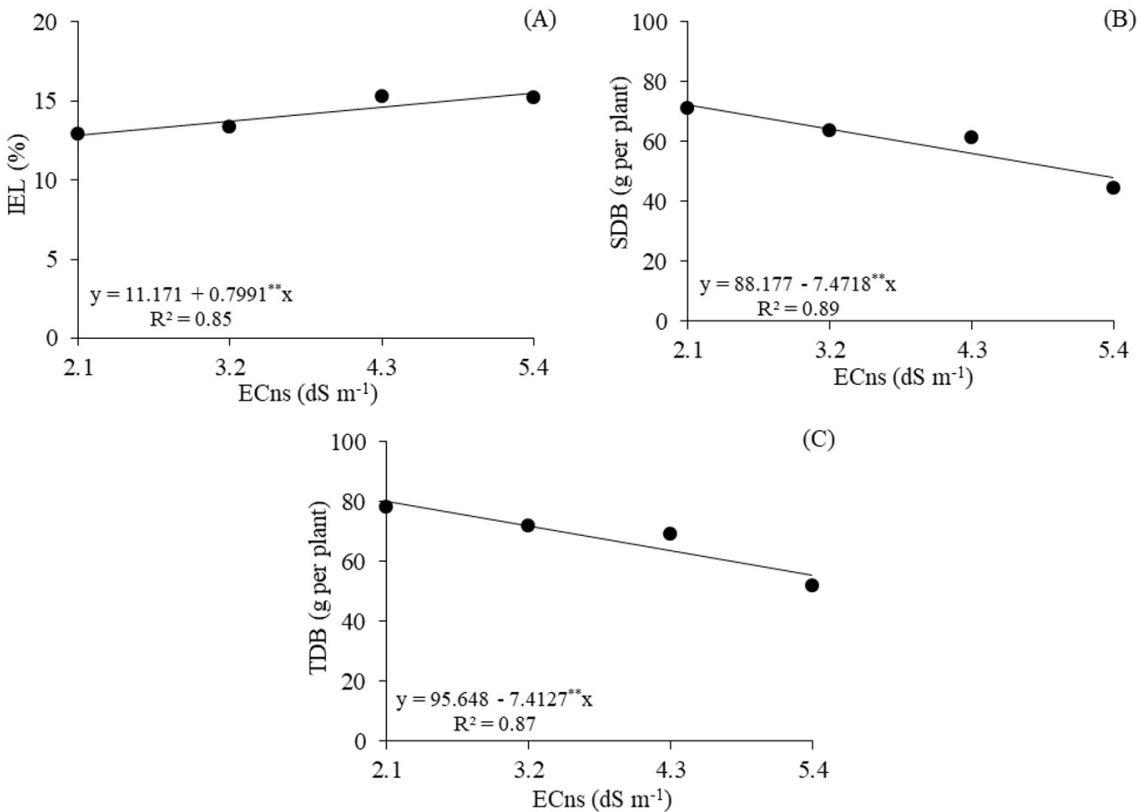 (A)
IEL (%)
20
15
10
5
0
y = 11.171 + 0.7991**x
R² = 0.85
2.1 3.2 4.3 5.4
ECns (dS m⁻¹)
(B)
SDB (g per plant)
100
80
60
40
20
0
y = 88.177 - 7.4718**x
R² = 0.89
2.1 3.2 4.3 5.4
ECns (dS m⁻¹)
(C)
TDB (g per plant)
100
80
60
40
20
0
y = 95.648 - 7.4127**x
R² = 0.87
2.1 3.2 4.3 5.4
ECns (dS m⁻¹)